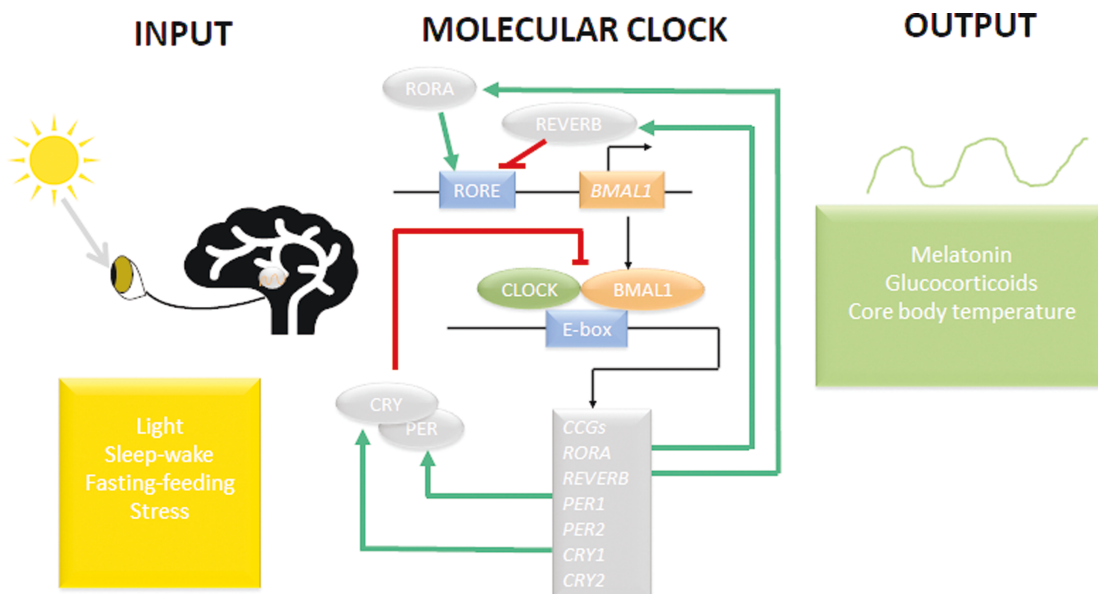 INPUT
MOLECULAR CLOCK
OUTPUT
RORA
REVERB
RORE
BMAL1
CLOCK
BMAL1
E-box
CRY
PER
CCGs
RORA
REVERB
PER1
PER2
CRY1
CRY2
Light
Sleep-wake
Fasting-feeding
Stress
Melatonin
Glucocorticoids
Core body temperature